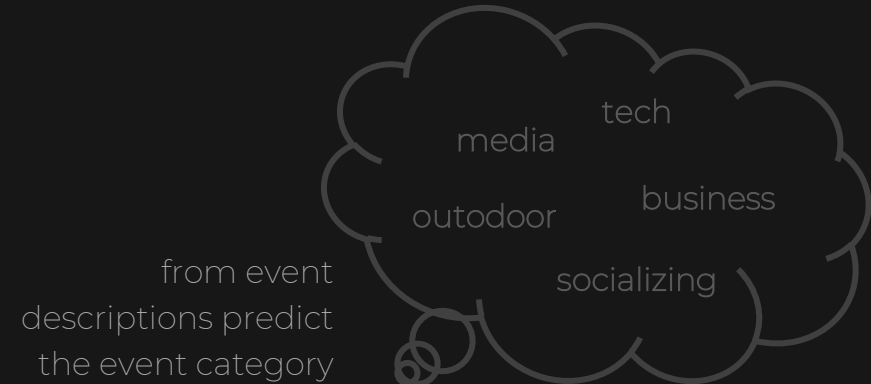 tech
media
business
outodoor
socializing
from event
descriptions predict
the event category